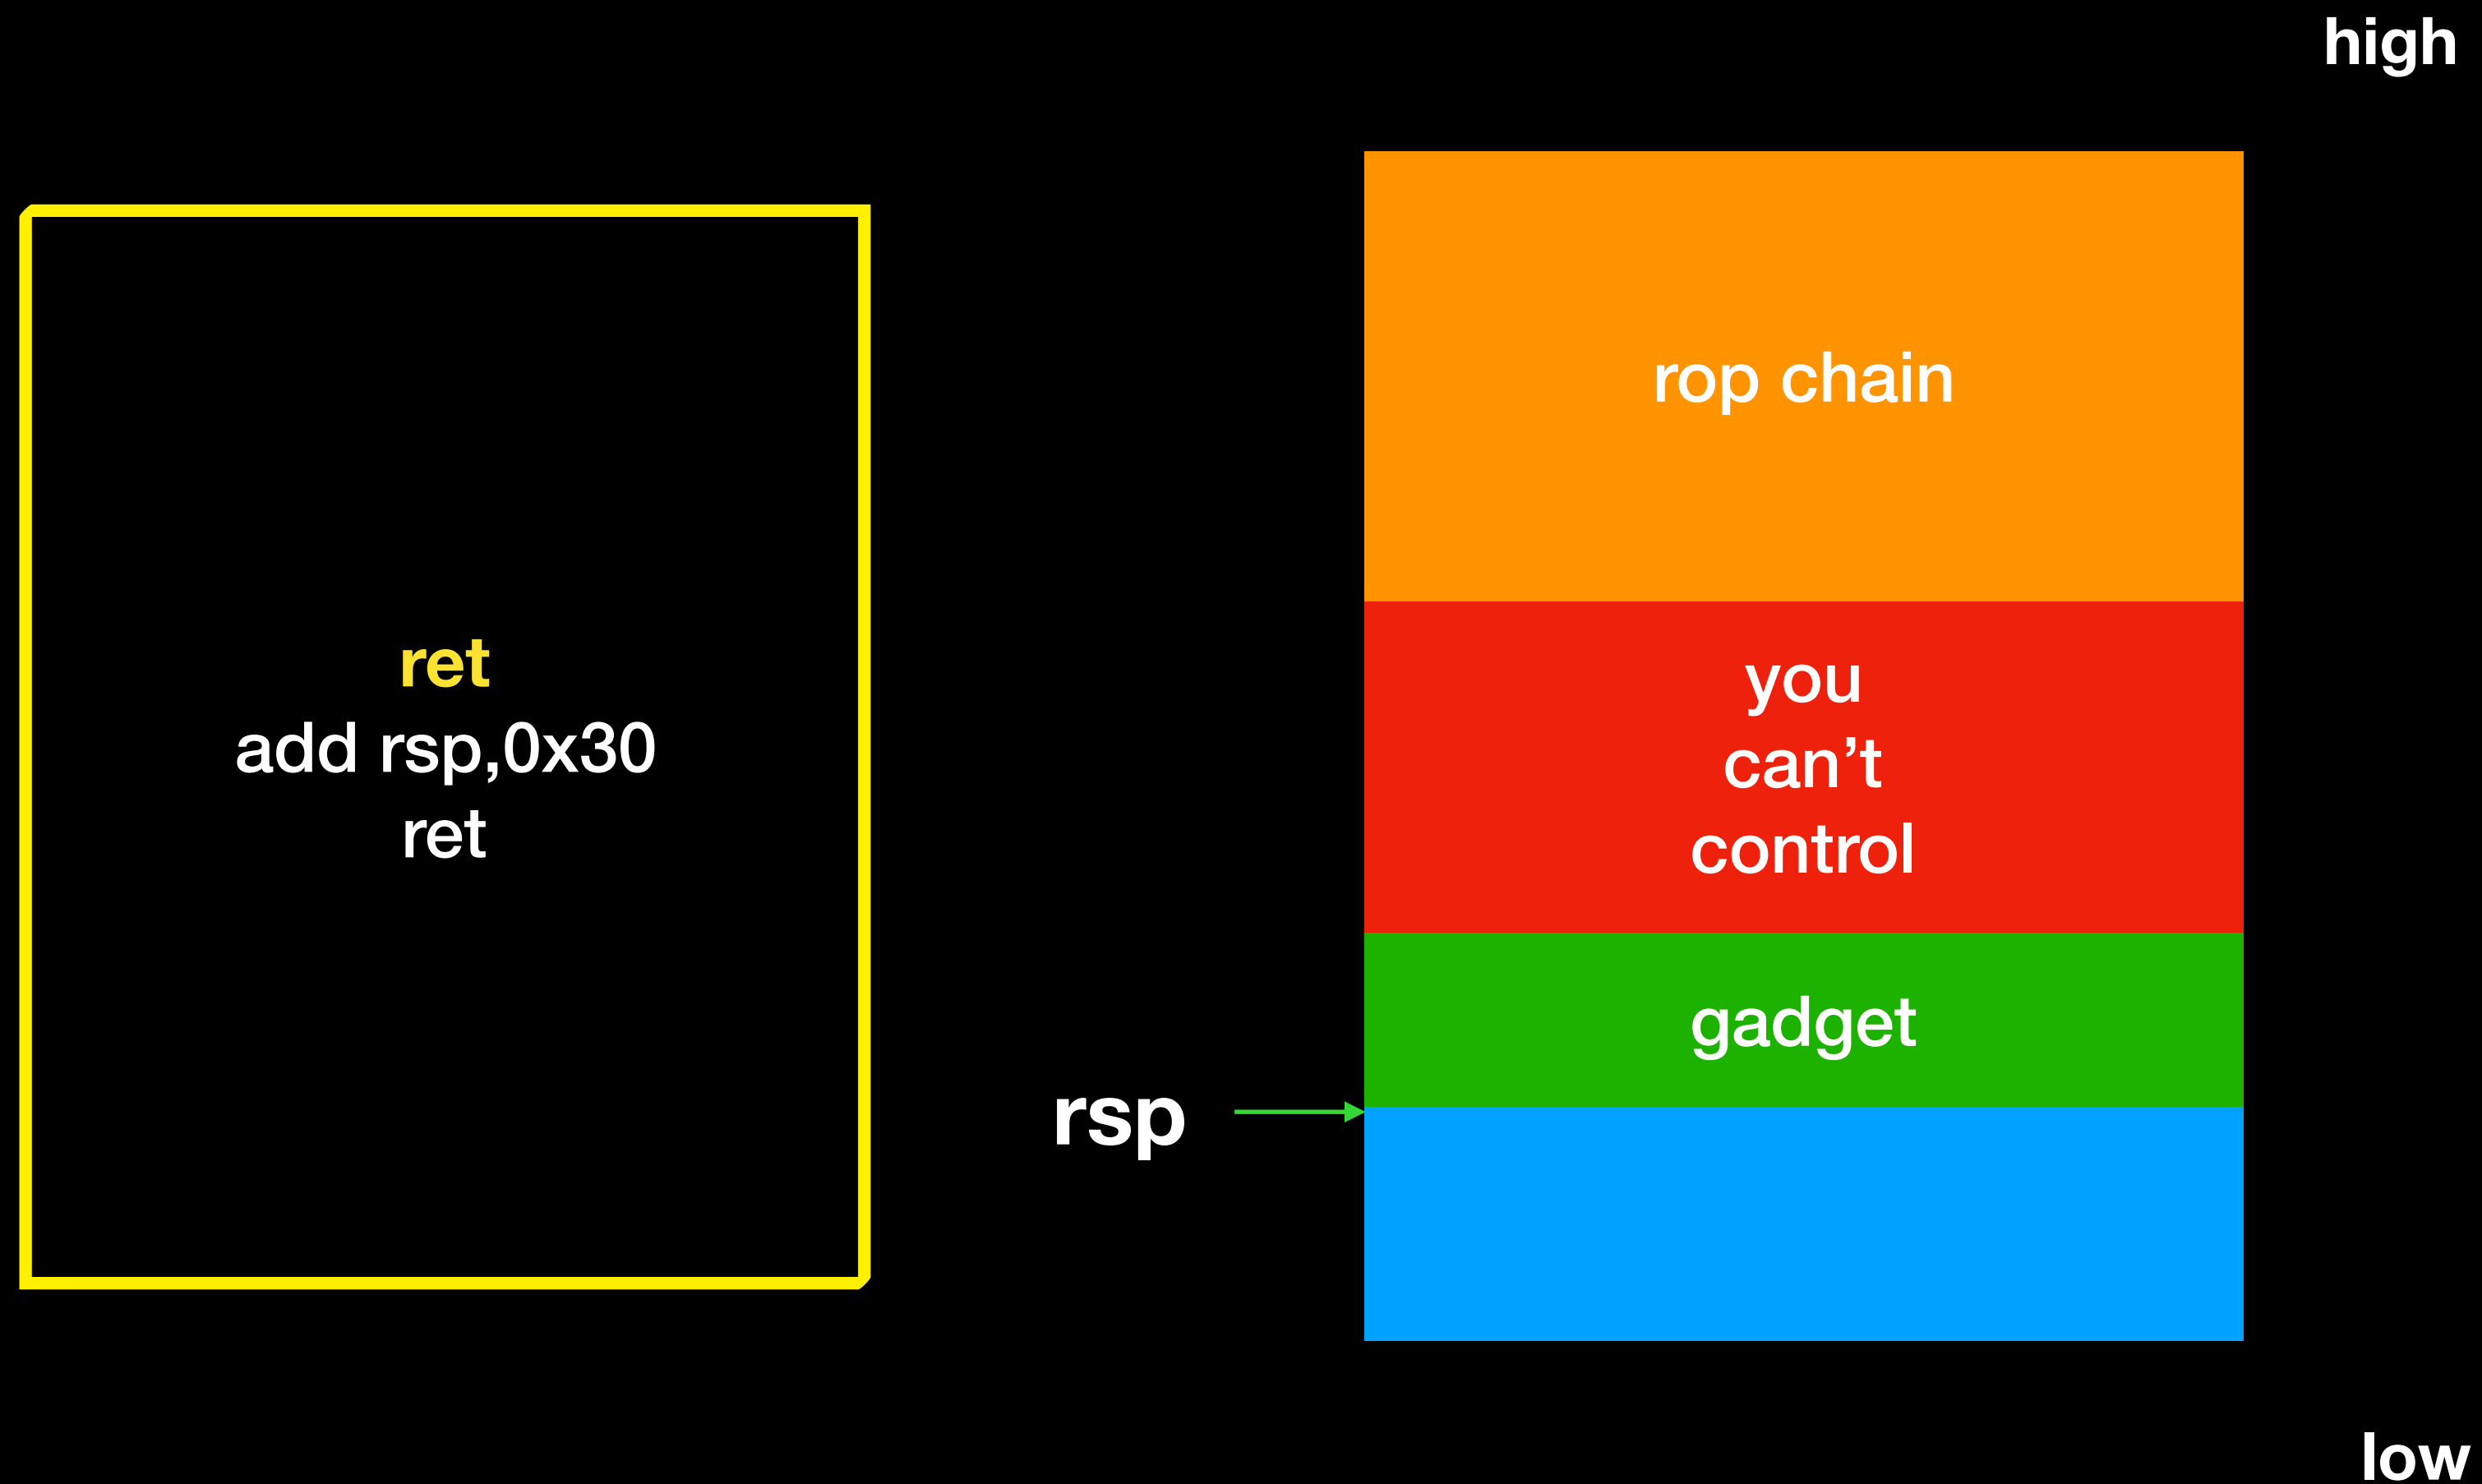 high
ret
add rsp,0x30
ret
rop chain
you
can’t
control
gadget
rsp
low